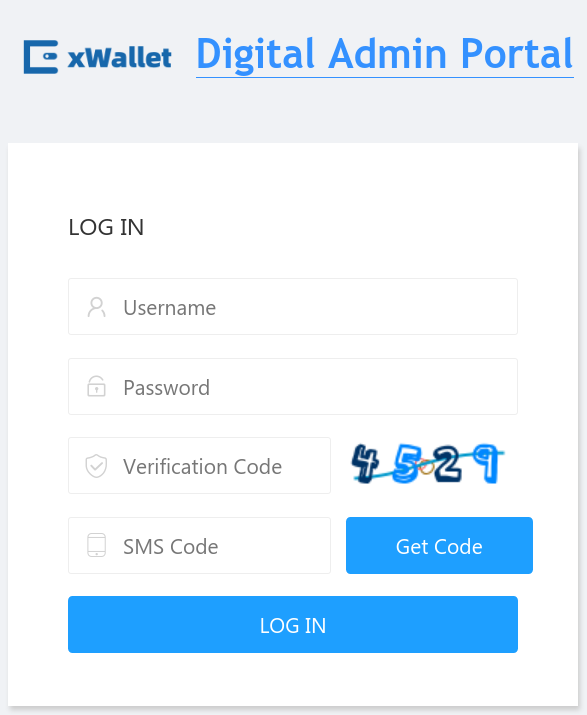 xWallet Digital Admin Portal
LOG IN
Username
Password
Verification Code 4529
SMS Code Get Code
LOG IN